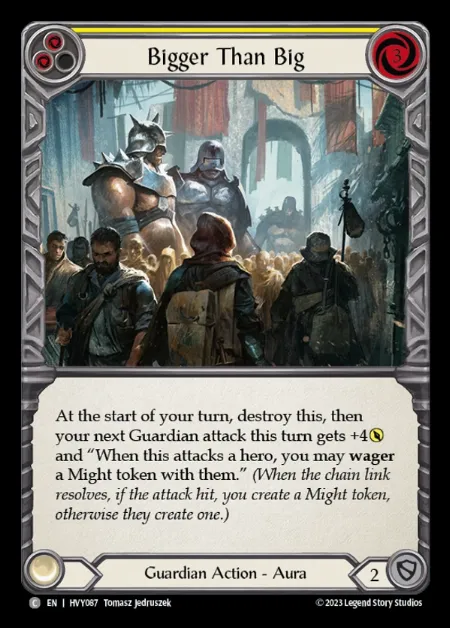 Bigger Than Big
3
At the start of your turn, destroy this, then
your next Guardian attack this turn gets +4
and “When this attacks a hero, you may wager
a Might token with them.” (When the chain link
resolves, if the attack hit, you create a Might token,
otherwise they create one.)
Guardian Action - Aura
2
C EN | HVY087 Tomasz Jedruszek
© 2023 Legend Story Studios